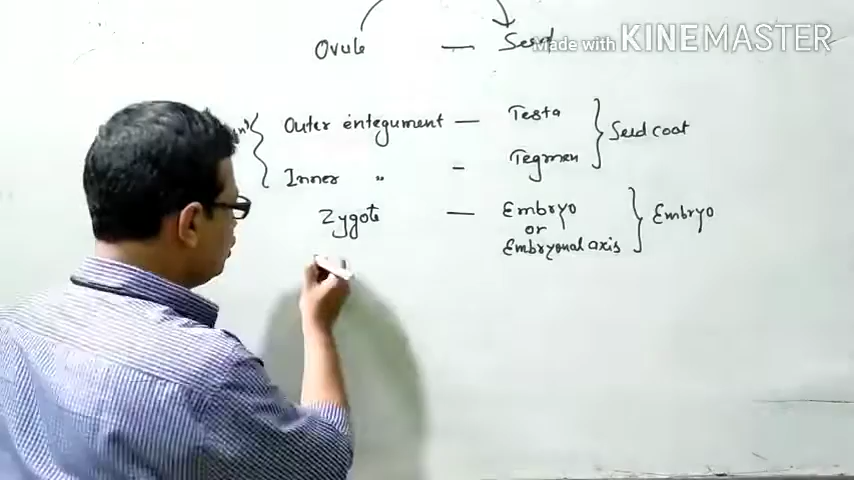 Made with KINEMASTER
Ovule — Seed
Outer integument — Testa
Seed coat
Inner " - Tegmen
Zygote — Embryo
or
Embryonal axis
Embryo